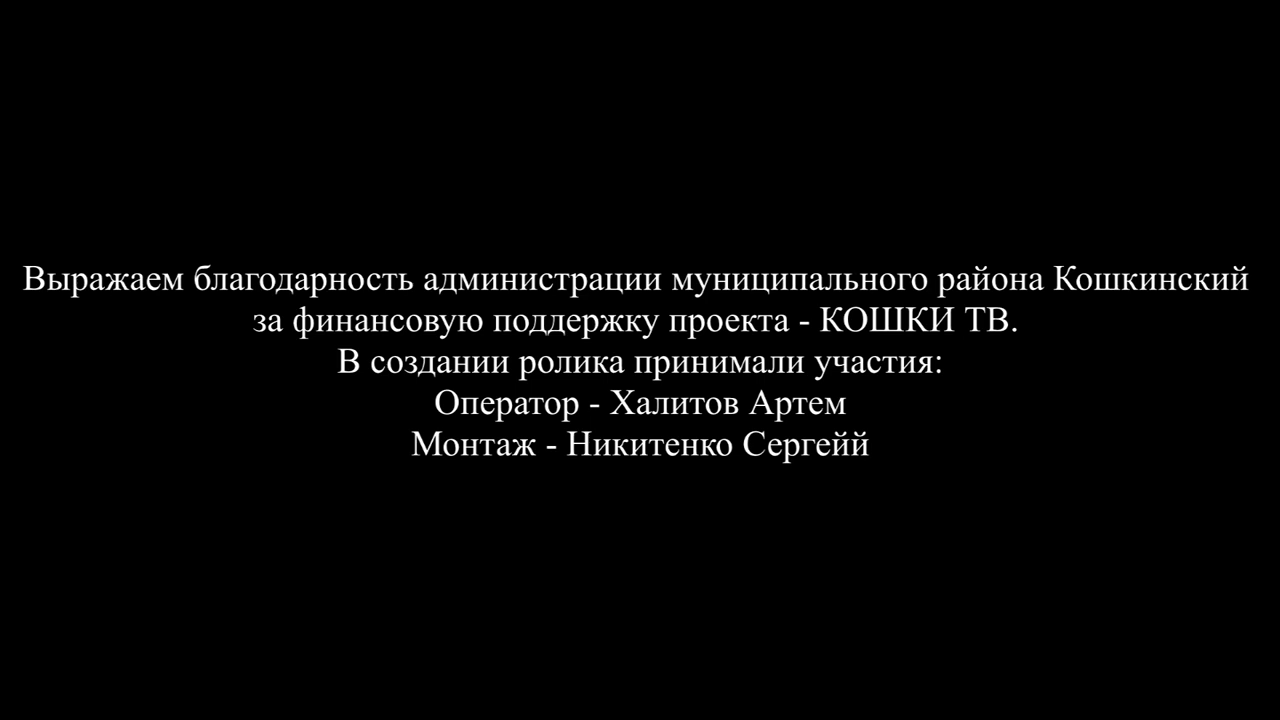 Выражаем благодарность администрации муниципального района Кошкинский
за финансовую поддержку проекта - КОШКИ ТВ.
В создании ролика принимали участия:
Оператор - Халитов Артем
Монтаж - Никитенко Сергейй